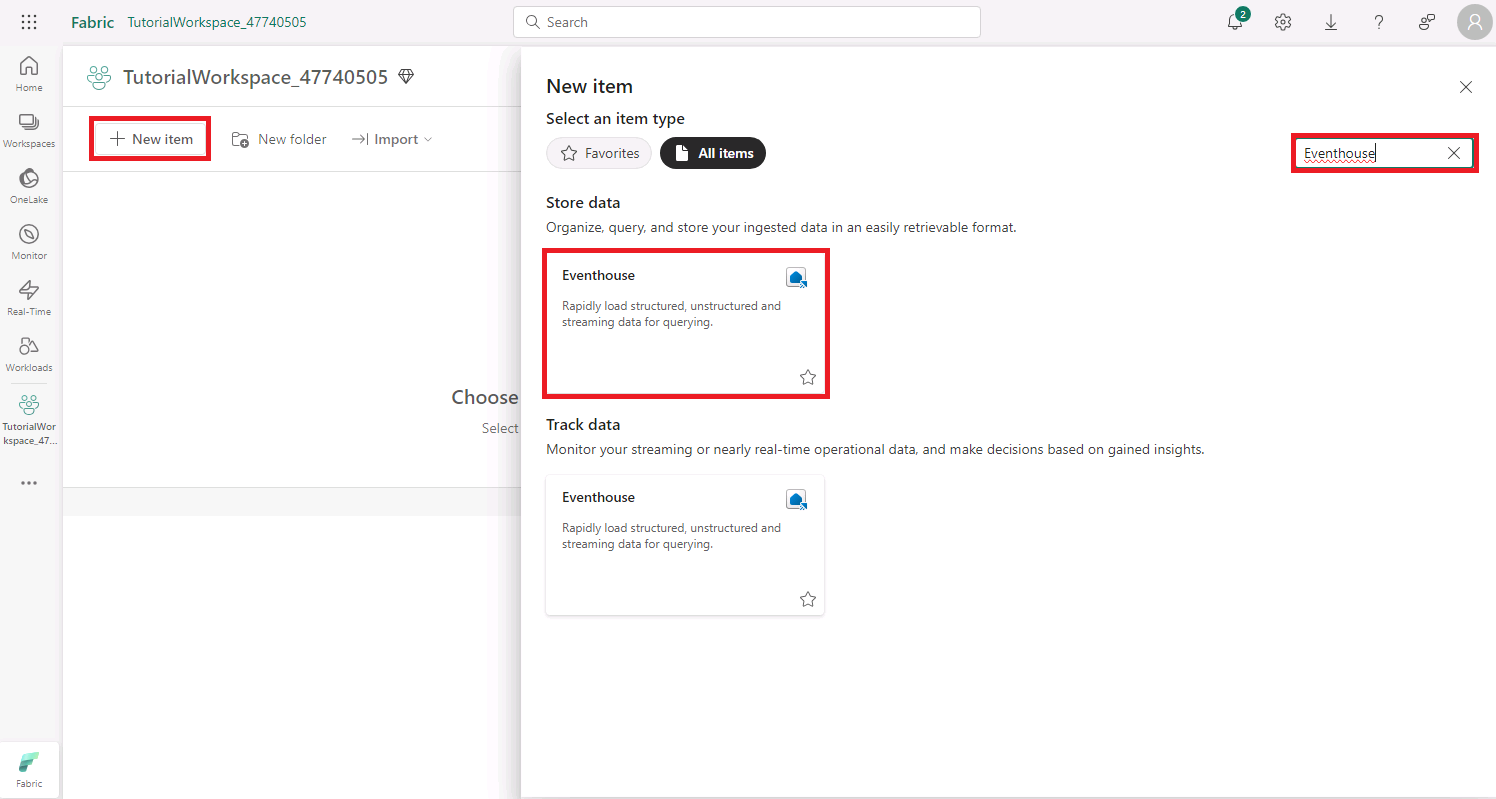 Fabric TutorialWorkspace_47740505
Search
2
Home
Workspaces
OneLake
Monitor
Real-Time
Workloads
TutorialWor
kspace_47...
Fabric
TutorialWorkspace_47740505
New item
New folder
Import
Choose
Select
New item
Select an item type
Favorites
All items
Eventhouse
Store data
Organize, query, and store your ingested data in an easily retrievable format.
Eventhouse
Rapidly load structured, unstructured and
streaming data for querying.
Track data
Monitor your streaming or nearly real-time operational data, and make decisions based on gained insights.
Eventhouse
Rapidly load structured, unstructured and
streaming data for querying.